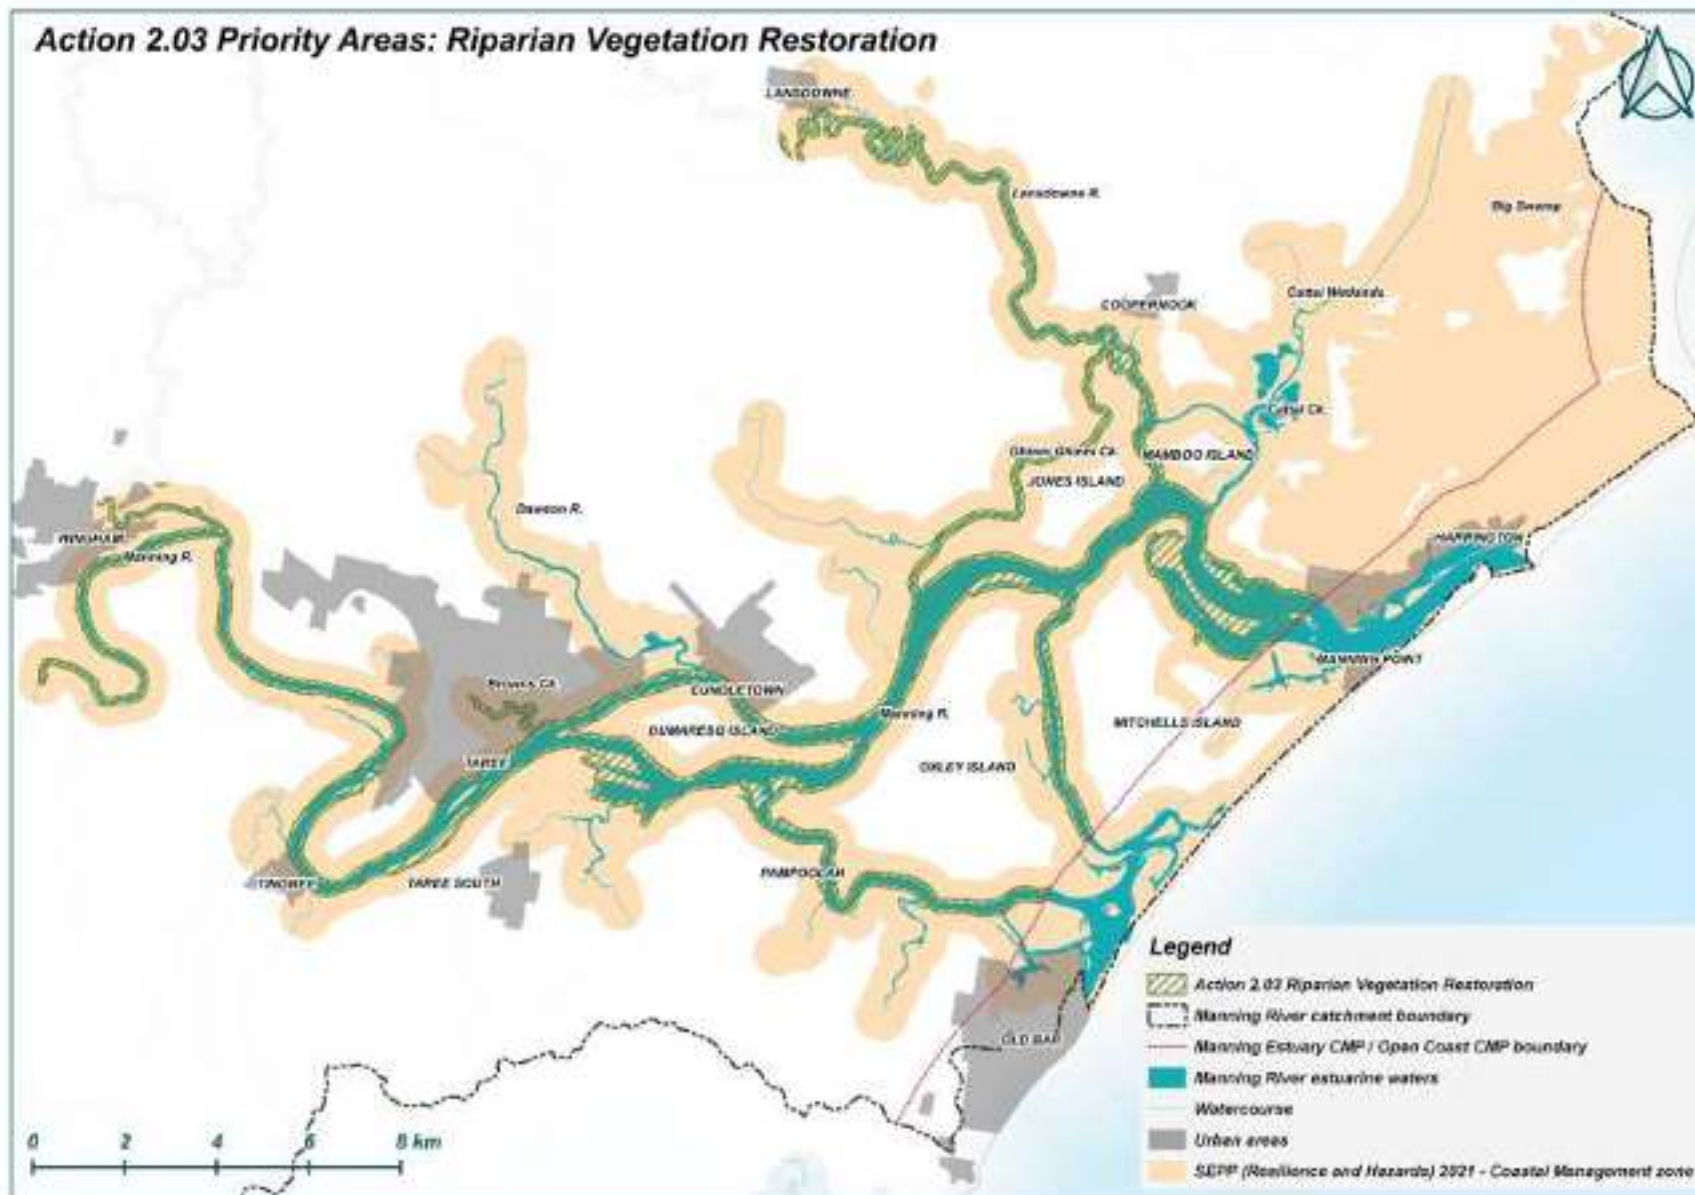 Action 2.03 Priority Areas: Riparian Vegetation Restoration
LANSDOWNE
Lansdowne R.
Big Swamp
Cattai Wetlands
COOPERNOOK
Cattai Ck.
Ghinni Ghinni Ck.
MAMBOO ISLAND
JONES ISLAND
Dawson R.
WINGHAM
Manning R.
HARRINGTON
MANNING POINT
Browns Ck.
CUNDLETOWN
DUMARESQ ISLAND
Manning R.
MITCHELLS ISLAND
TAREE
OXLEY ISLAND
TINONEE
TAREE SOUTH
PAMPOOLAH
OLD BAR
Legend
Action 2.03 Riparian Vegetation Restoration
Manning River catchment boundary
Manning Estuary CMP / Open Coast CMP boundary
Manning River estuarine waters
Watercourse
Urban areas
SEPP (Resilience and Hazards) 2021 - Coastal Management zone
0 2 4 6 8 km